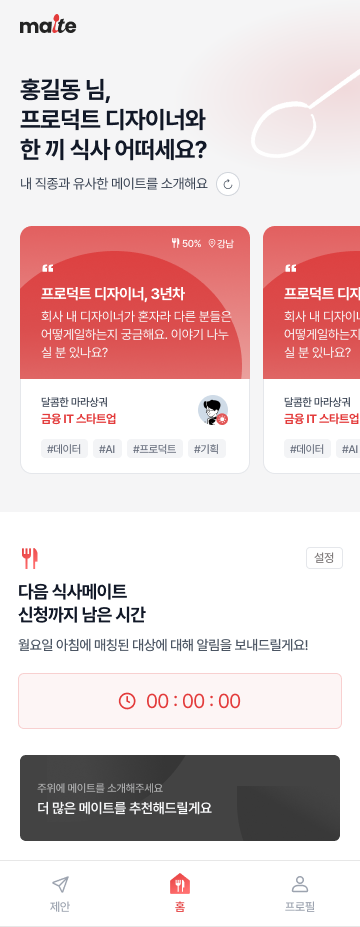 maite
홍길동 님,
프로덕트 디자이너와
한 끼 식사 어떠세요?
내 직종과 유사한 메이트를 소개해요
50% 강남
“
프로덕트 디자이너, 3년차
회사 내 디자이너가 혼자라 다른 분들은
어떻게일하는지 궁금해요. 이야기 나누
실 분 있나요?
달콤한 마라샹궈
금융 IT 스타트업
#데이터 #AI #프로덕트 #기획
“
프로덕트 디자
회사 내 디자이너
어떻게일하는지
실 분 있나요?
달콤한 마라샹궈
금융 IT 스타트업
#데이터 #AI
설정
다음 식사메이트
신청까지 남은 시간
월요일 아침에 매칭된 대상에 대해 알림을 보내드릴게요!
00 : 00 : 00
주위에 메이트를 소개해주세요
더 많은 메이트를 추천해드릴게요
제안 홈 프로필